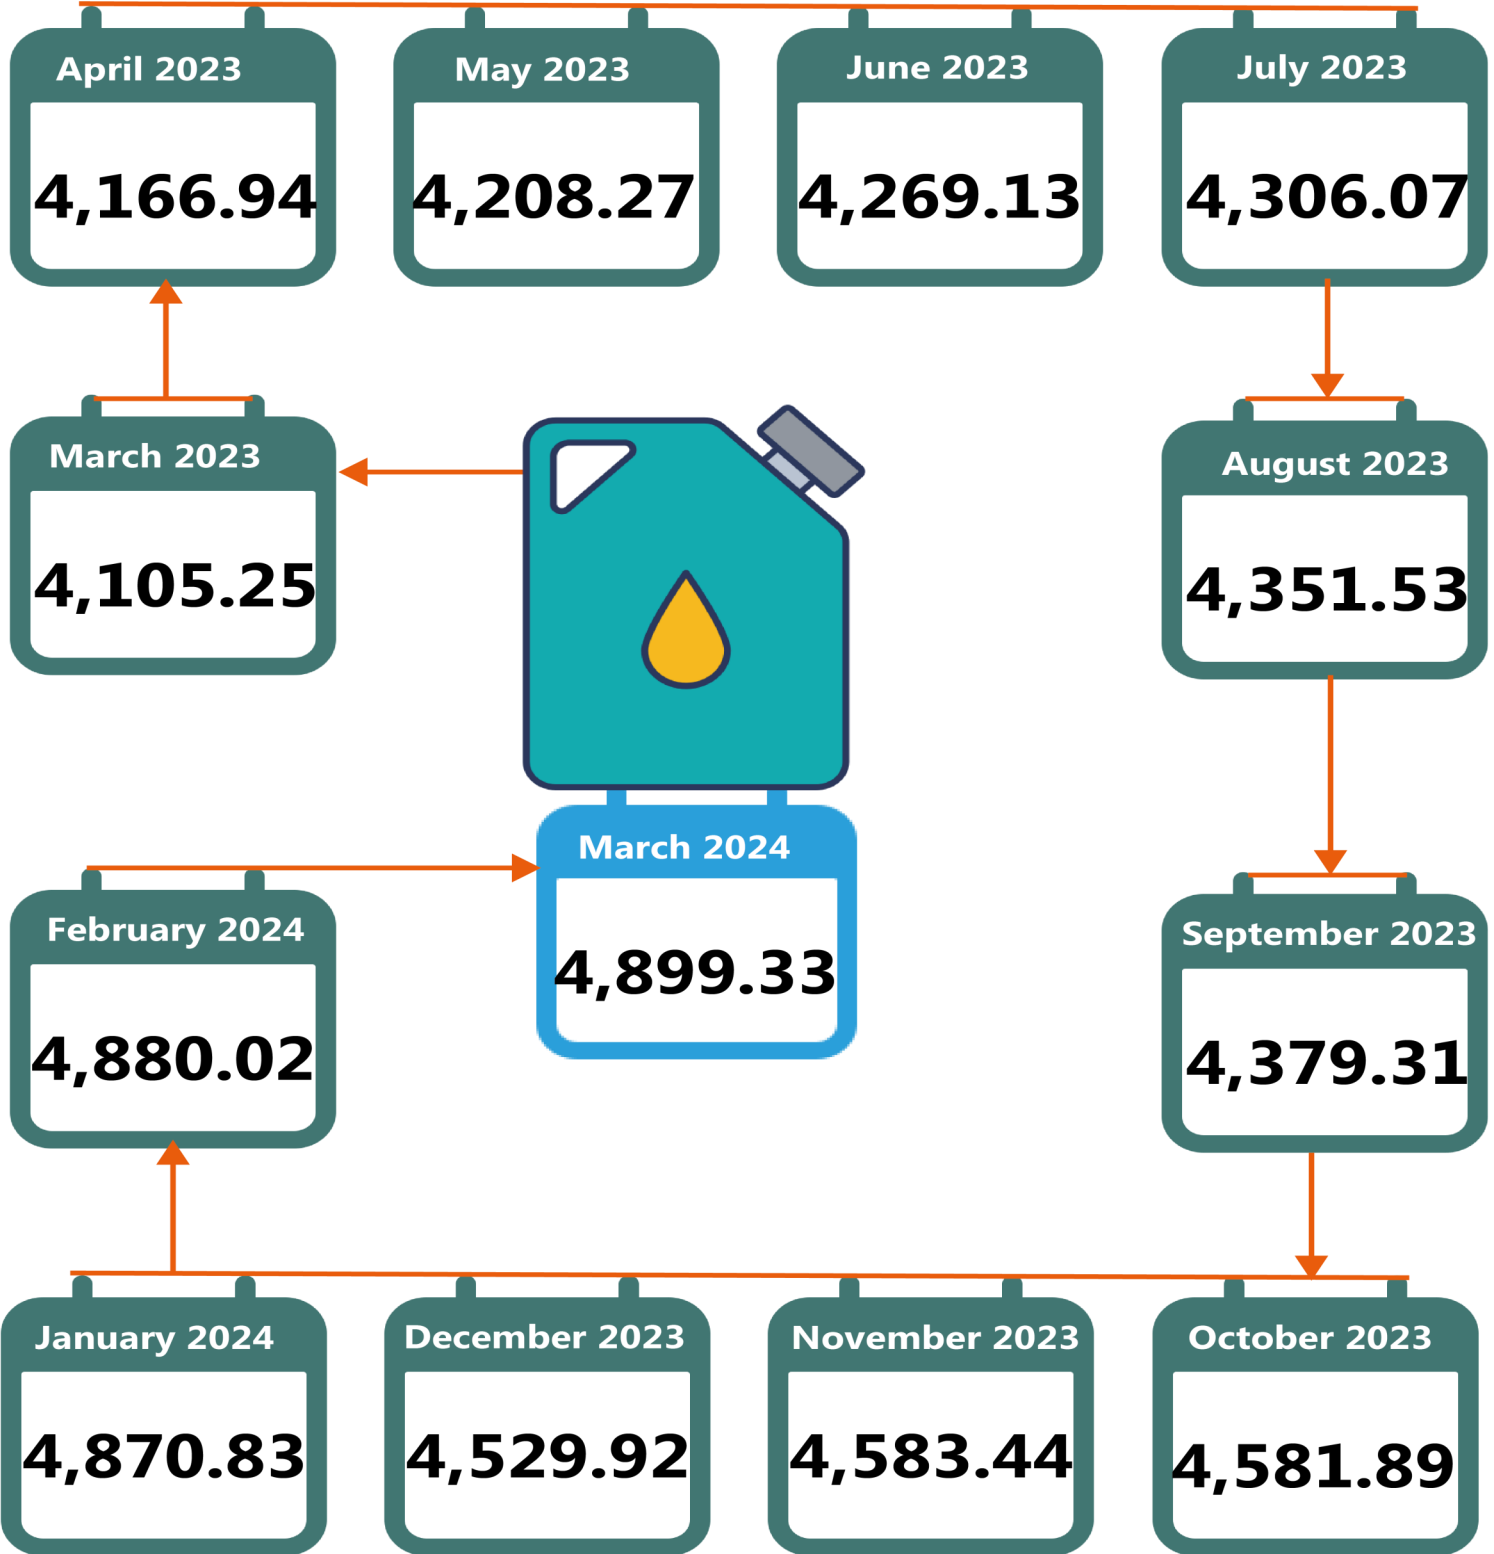 April 2023
4,166.94
May 2023
4,208.27
June 2023
4,269.13
July 2023
4,306.07
March 2023
4,105.25
August 2023
4,351.53
March 2024
4,899.33
February 2024
4,880.02
September 2023
4,379.31
January 2024
4,870.83
December 2023
4,529.92
November 2023
4,583.44
October 2023
4,581.89